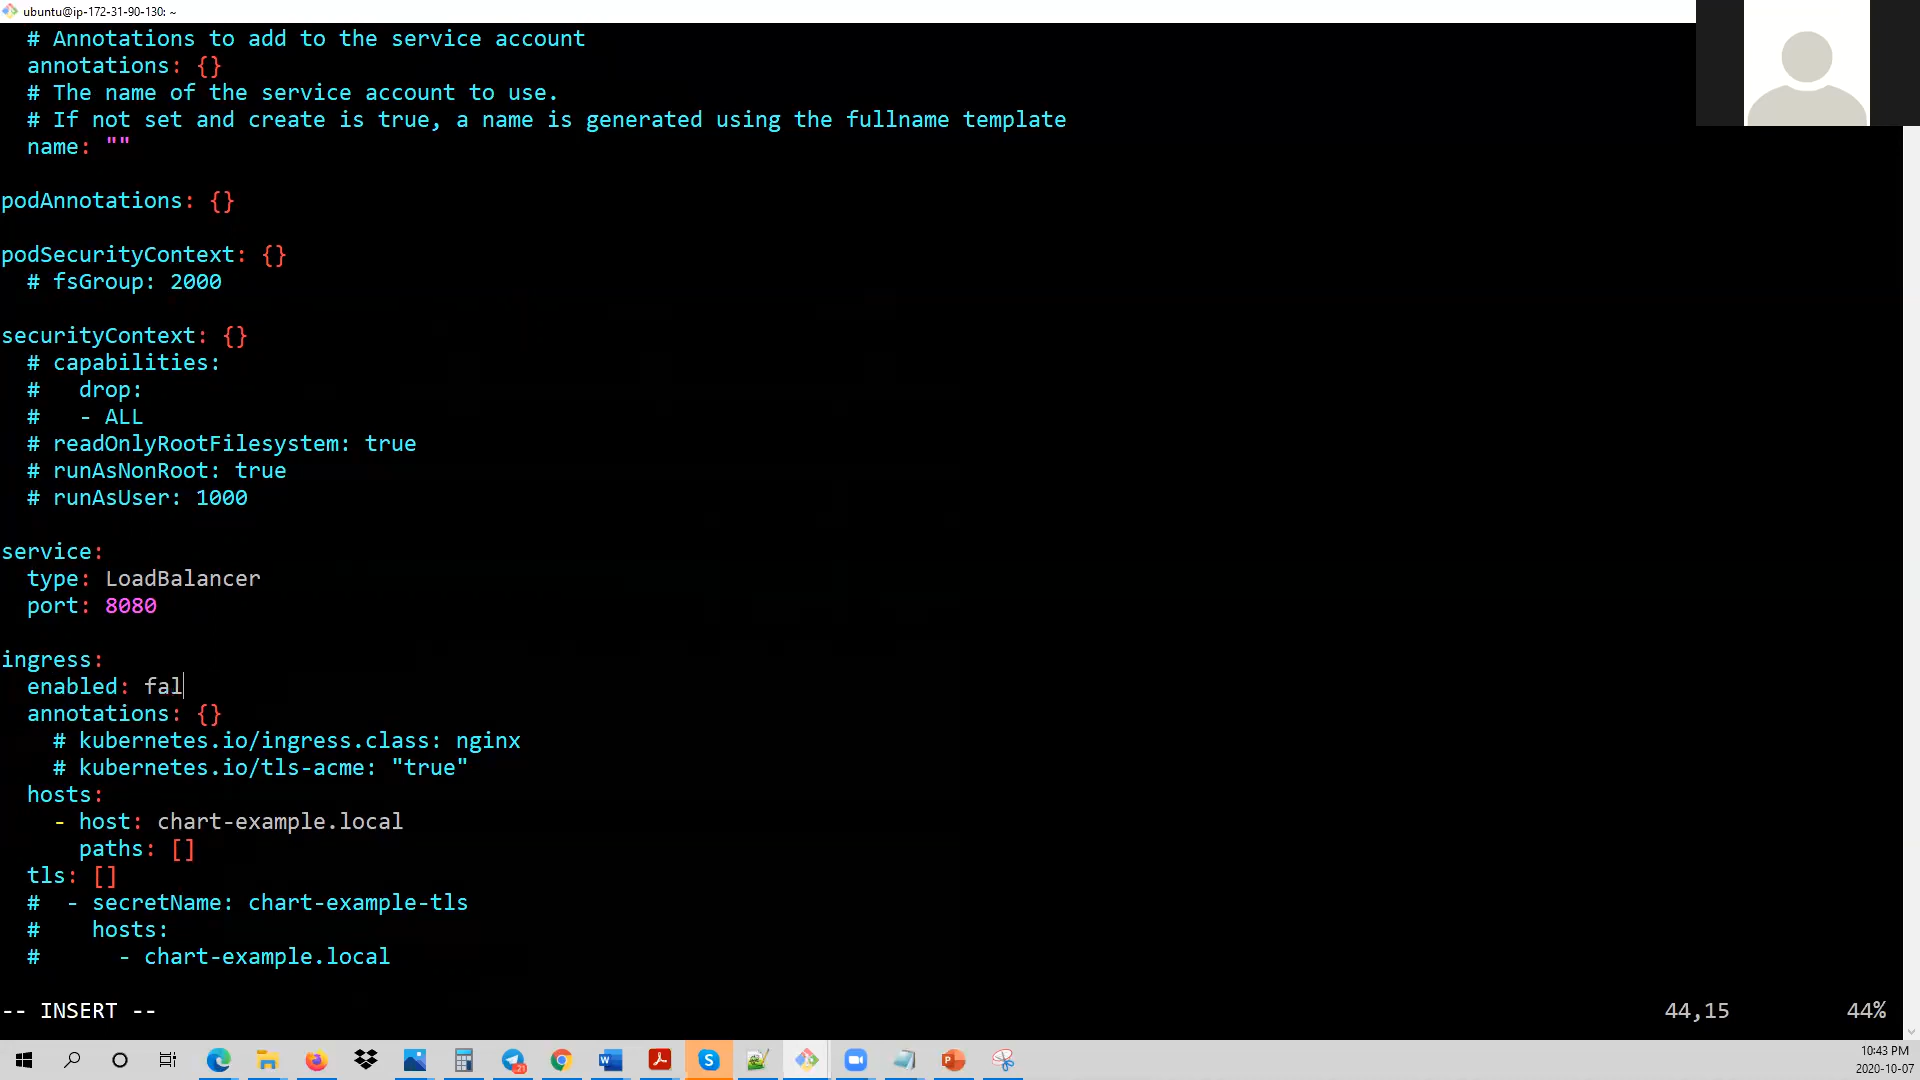 ubuntu@ip-172-31-90-130: ~
# Annotations to add to the service account
annotations: {}
# The name of the service account to use.
# If not set and create is true, a name is generated using the fullname template
name: ""
podAnnotations: {}
podSecurityContext: {}
# fsGroup: 2000
securityContext: {}
# capabilities:
#   drop:
#   - ALL
# readOnlyRootFilesystem: true
# runAsNonRoot: true
# runAsUser: 1000
service:
type: LoadBalancer
port: 8080
ingress:
enabled: fal
annotations: {}
# kubernetes.io/ingress.class: nginx
# kubernetes.io/tls-acme: "true"
hosts:
- host: chart-example.local
paths: []
tls: []
#  - secretName: chart-example-tls
#    hosts:
#      - chart-example.local
-- INSERT -- 44,15 44%
10:43 PM
2020-10-07